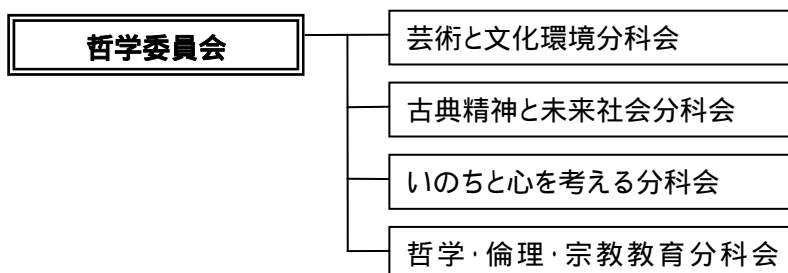 哲学委員会
芸術と文化環境分科会
古典精神と未来社会分科会
いのちと心を考える分科会
哲学・倫理・宗教教育分科会